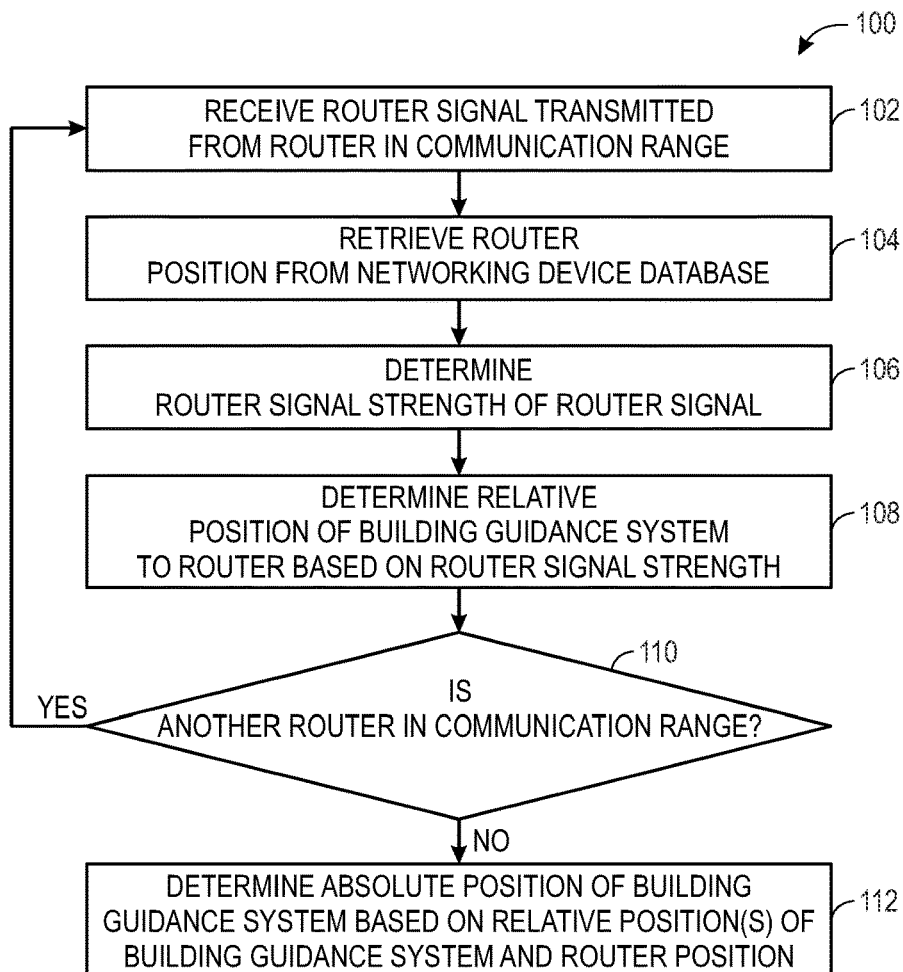 100
RECEIVE ROUTER SIGNAL TRANSMITTED
FROM ROUTER IN COMMUNICATION RANGE
102
RETRIEVE ROUTER
POSITION FROM NETWORKING DEVICE DATABASE
104
DETERMINE
ROUTER SIGNAL STRENGTH OF ROUTER SIGNAL
106
DETERMINE RELATIVE
POSITION OF BUILDING GUIDANCE SYSTEM
TO ROUTER BASED ON ROUTER SIGNAL STRENGTH
108
110
IS
ANOTHER ROUTER IN COMMUNICATION RANGE?
YES
NO
DETERMINE ABSOLUTE POSITION OF BUILDING
GUIDANCE SYSTEM BASED ON RELATIVE POSITION(S) OF
BUILDING GUIDANCE SYSTEM AND ROUTER POSITION
112